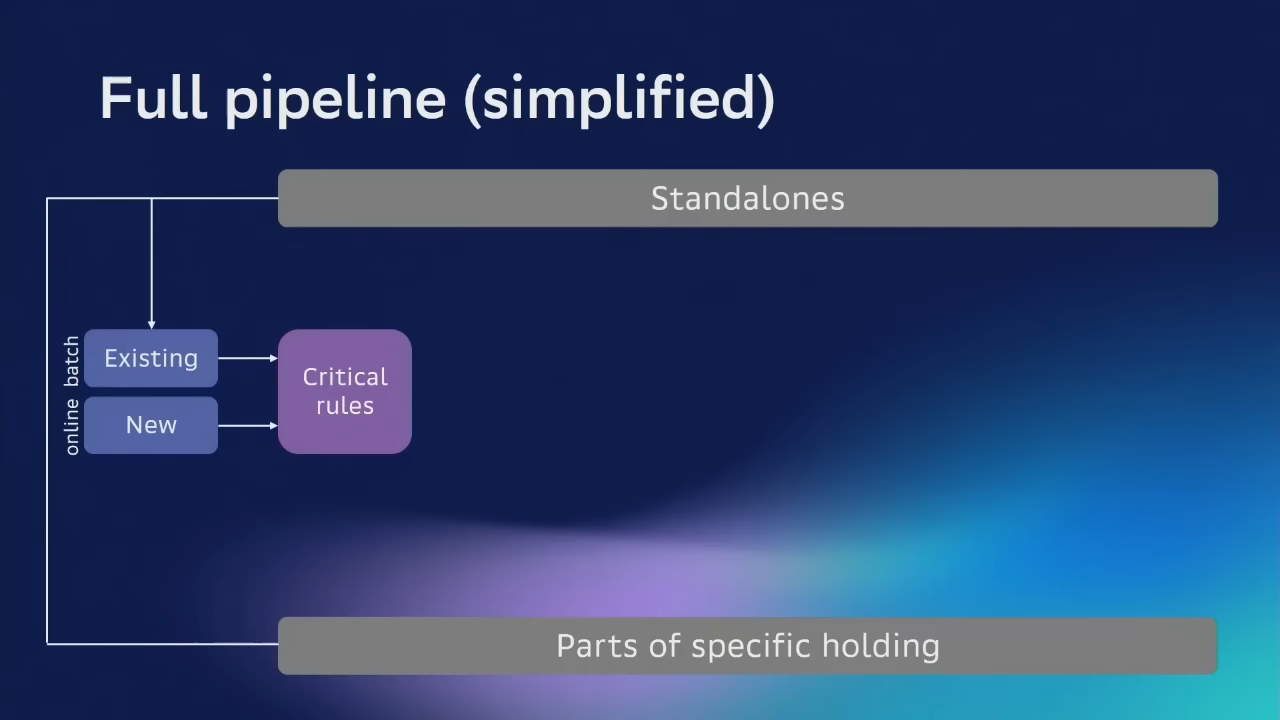 Full pipeline (simplified)
Standalones
batch
Existing
online
New
Critical
rules
Parts of specific holding